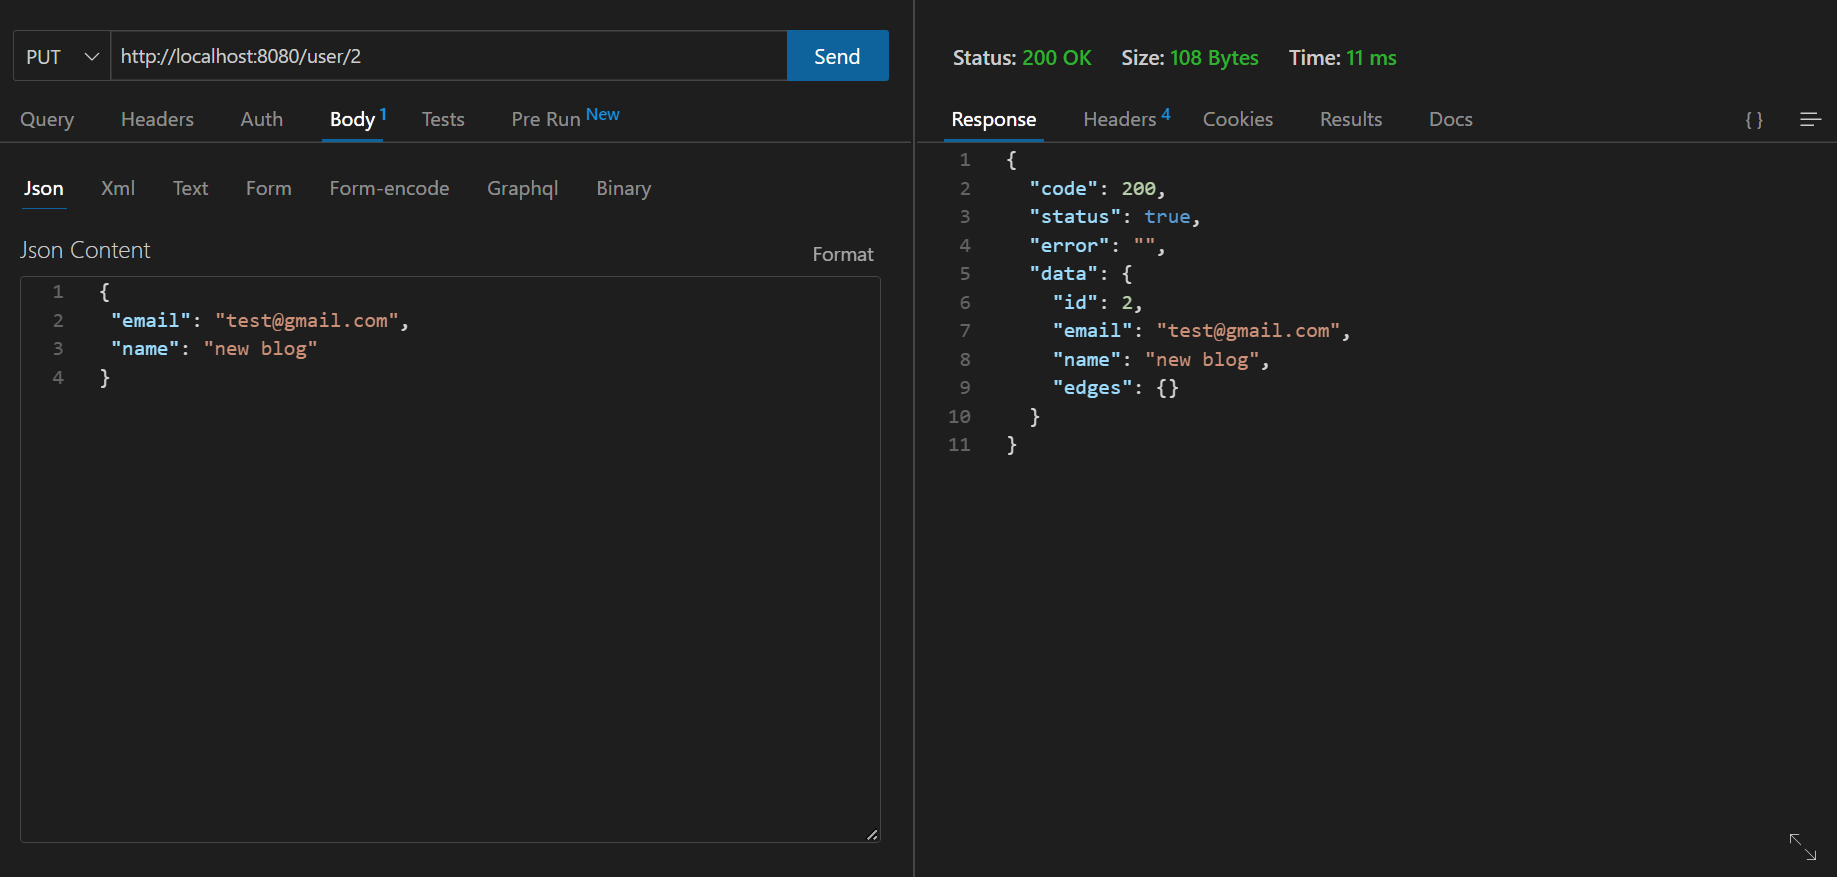 PUT http://localhost:8080/user/2 Send
Query Headers Auth Body 1 Tests Pre Run New
Json Xml Text Form Form-encode Graphql Binary
Json Content Format
1 {
2 "email": "test@gmail.com",
3 "name": "new blog"
4 }
Status: 200 OK Size: 108 Bytes Time: 11 ms
Response Headers 4 Cookies Results Docs { }
1 {
2 "code": 200,
3 "status": true,
4 "error": "",
5 "data": {
6 "id": 2,
7 "email": "test@gmail.com",
8 "name": "new blog",
9 "edges": {}
10 }
11 }